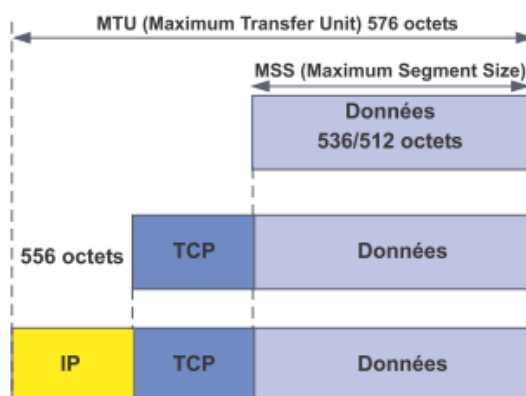 MTU (Maximum Transfer Unit) 576 octets
MSS (Maximum Segment Size)
Données
536/512 octets
556 octets
TCP
Données
IP
TCP
Données